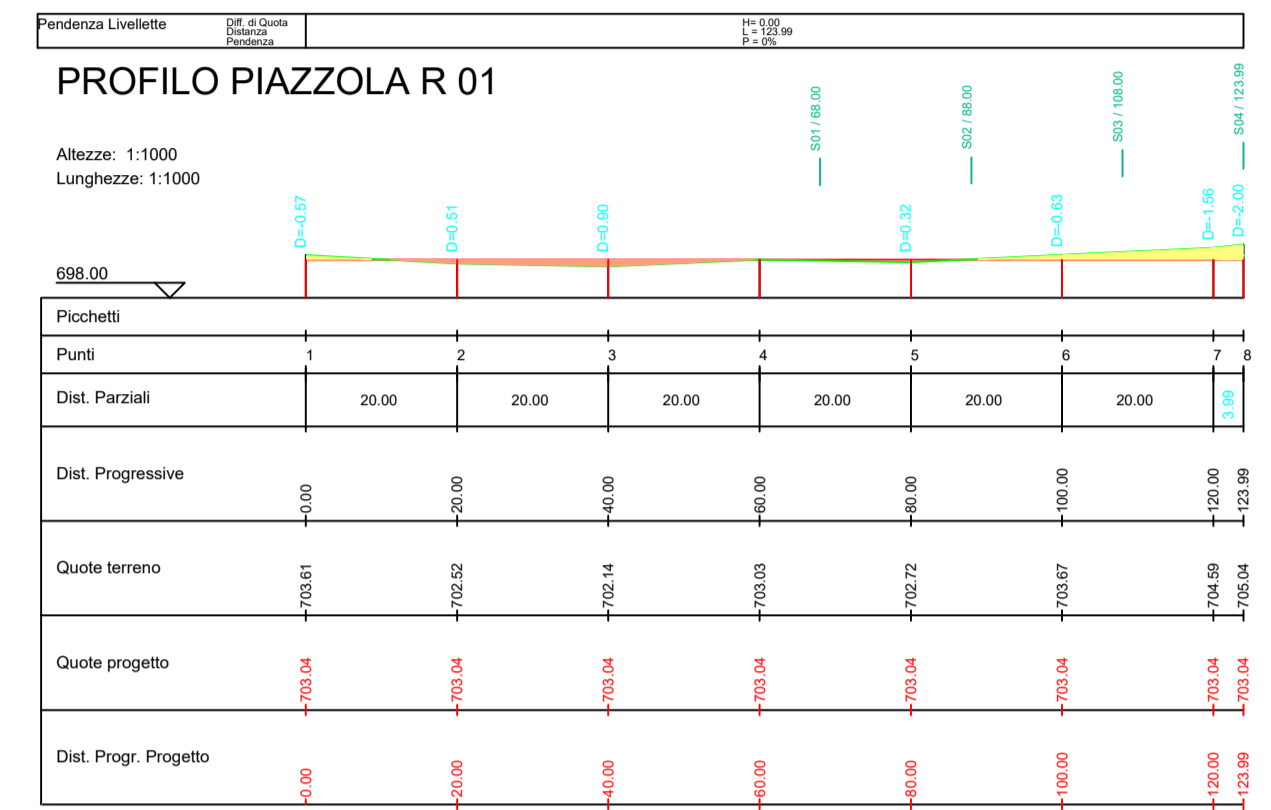 Pendenza Livellette
Diff. di Quota
Distanza
Pendenza
H= 0.00
L = 123.99
P = 0%
PROFILO PIAZZOLA R 01
S01 / 68.00
S02 / 88.00
S03 / 108.00
S04 / 123.99
Altezze: 1:1000
Lunghezze: 1:1000
D=-0.57
D=0.51
D=0.90
D=0.32
D=-0.63
D=-1.56
D=-2.00
698.00
Picchetti
Punti 1 2 3 4 5 6 7 8
Dist. Parziali 20.00 20.00 20.00 20.00 20.00 20.00 3.99
Dist. Progressive 0.00 20.00 40.00 60.00 80.00 100.00 120.00 123.99
Quote terreno 703.61 702.52 702.14 703.03 702.72 703.67 704.59 705.04
Quote progetto 703.04 703.04 703.04 703.04 703.04 703.04 703.04 703.04
Dist. Progr. Progetto 0.00 20.00 40.00 60.00 80.00 100.00 120.00 123.99